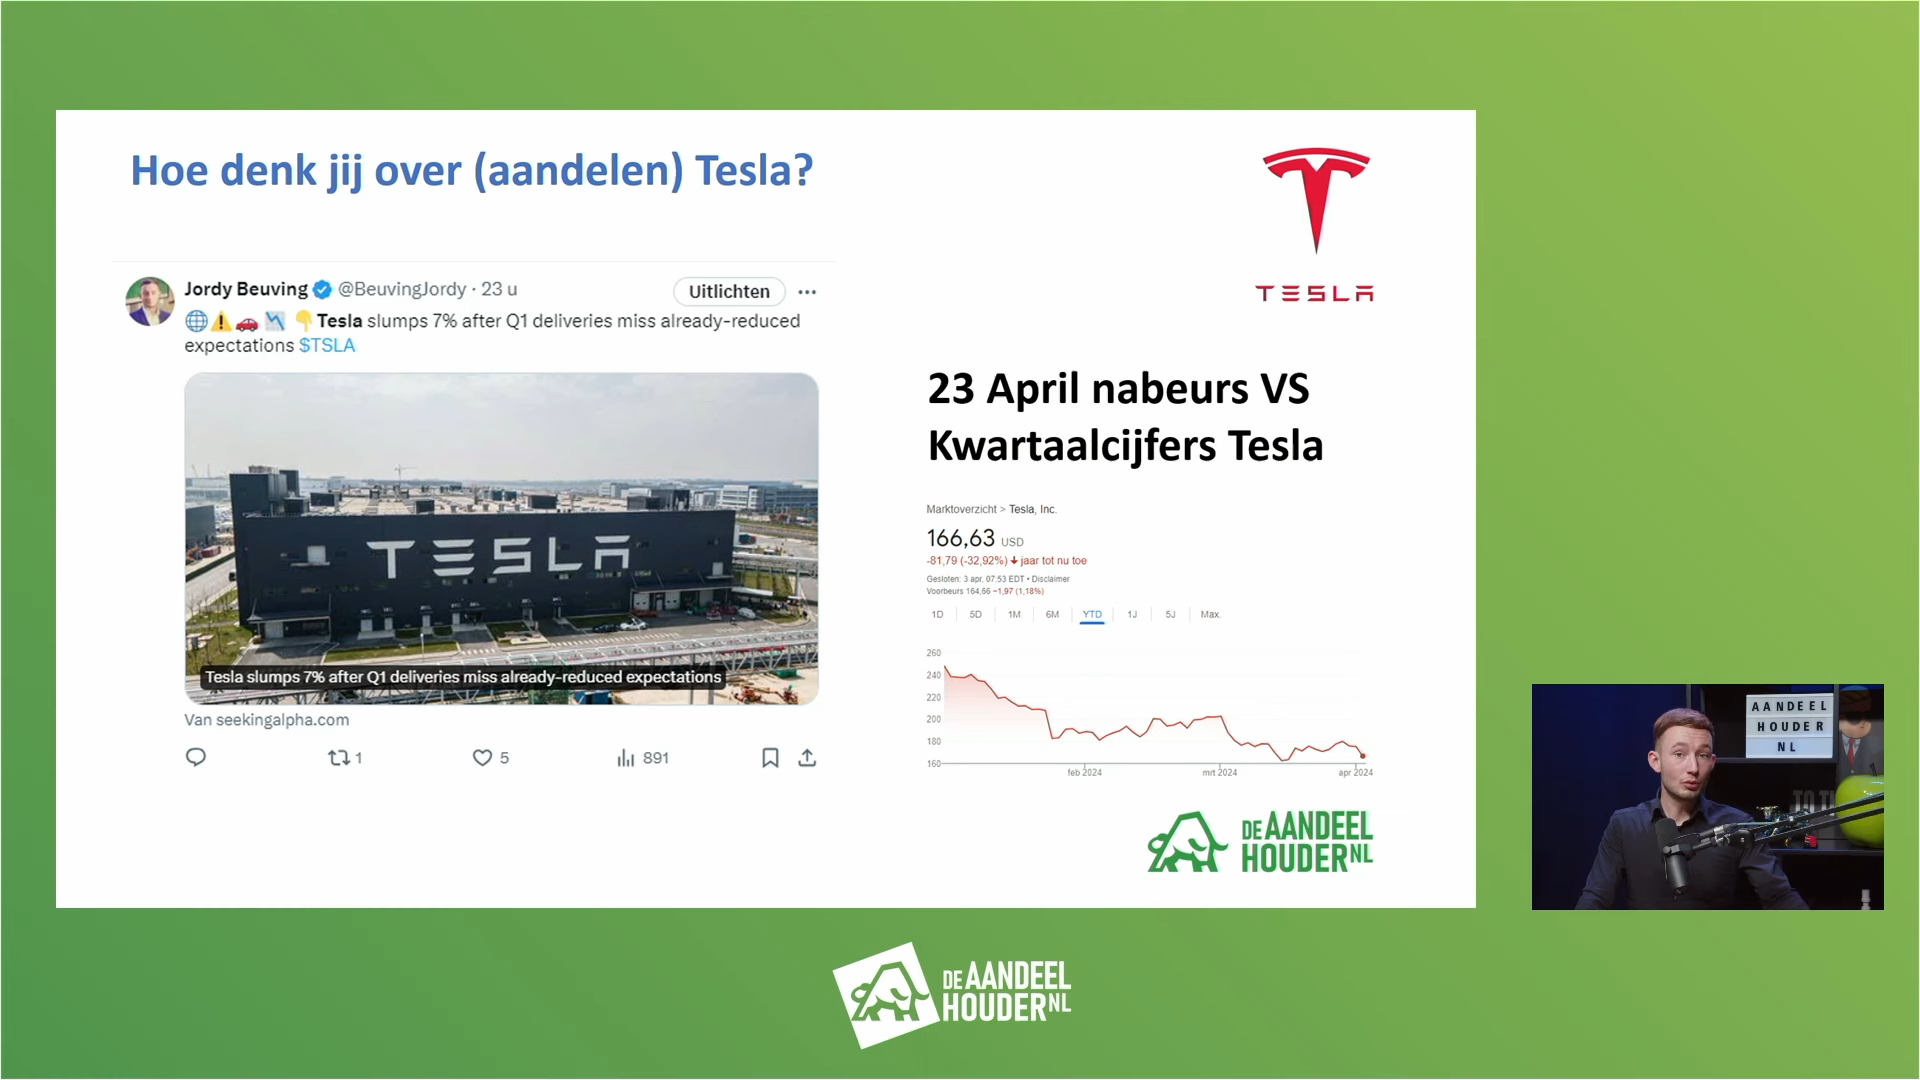 Hoe denk jij over (aandelen) Tesla?
TESLA
Jordy Beuving @BeuvingJordy · 23 u
Uitlichten
Tesla slumps 7% after Q1 deliveries miss already-reduced
expectations $TSLA
TESLA
Tesla slumps 7% after Q1 deliveries miss already-reduced expectations
Van seekingalpha.com
1
5
891
23 April nabeurs VS
Kwartaalcijfers Tesla
Marktoverzicht > Tesla, Inc.
166,63 USD
-81,79 (-32,92%) jaar tot nu toe
Gesloten: 3 apr, 07:53 EDT • Disclaimer
Voorbeurs 164,66 −1,97 (1,18%)
1D 5D 1M 6M YTD 1J 5J Max.
260
240
220
200
180
160
feb 2024 mrt 2024 apr 2024
DE AANDEEL
HOUDER NL
AANDEEL
HOUDER
NL
DE AANDEEL
HOUDER NL